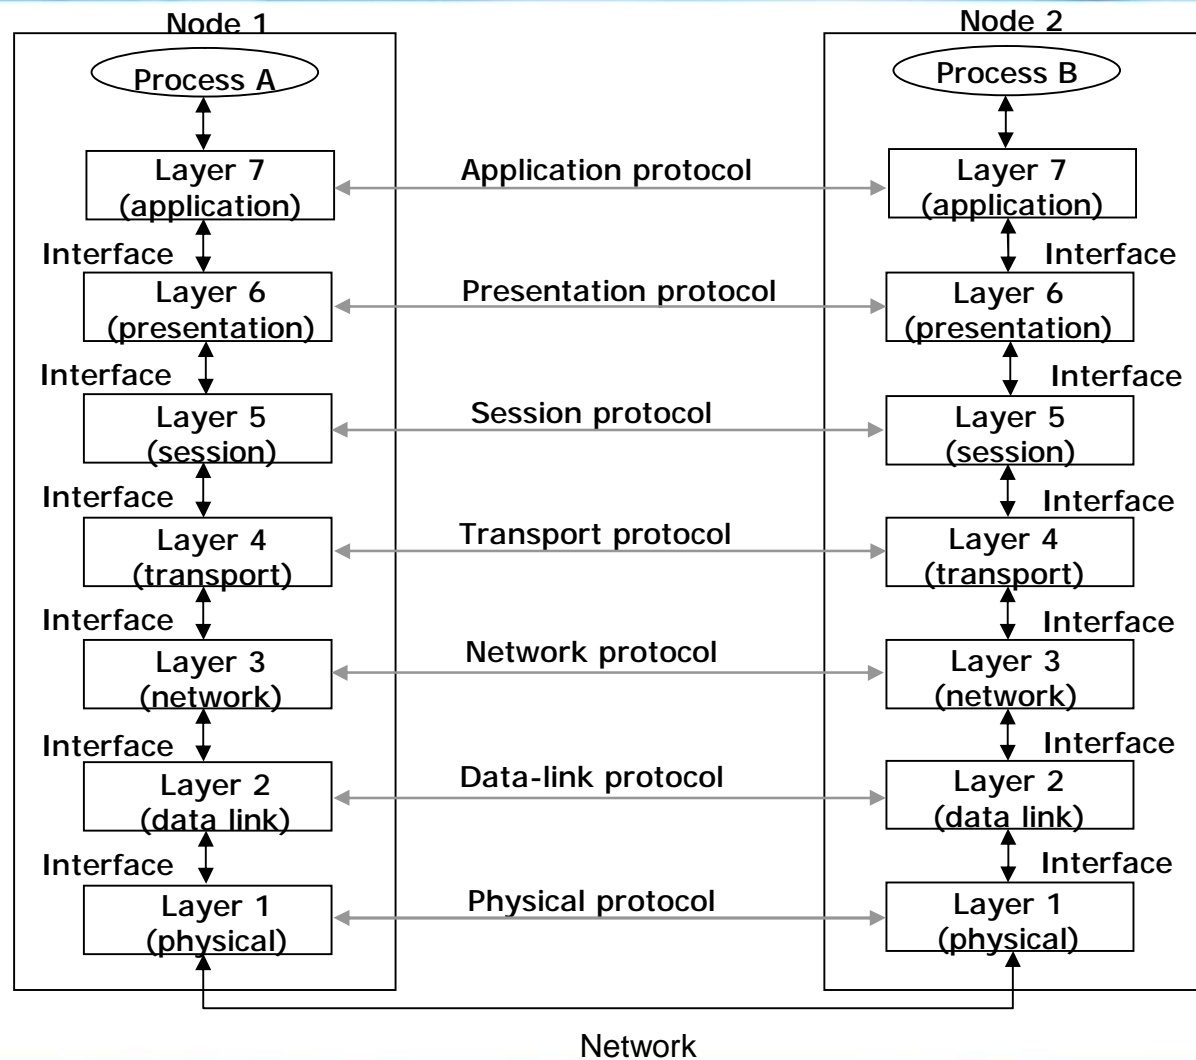 Node 1
Node 2
Process A
Process B
Layer 7
(application)
Application protocol
Layer 7
(application)
Interface
Interface
Layer 6
(presentation)
Presentation protocol
Layer 6
(presentation)
Interface
Interface
Layer 5
(session)
Session protocol
Layer 5
(session)
Interface
Interface
Layer 4
(transport)
Transport protocol
Layer 4
(transport)
Interface
Interface
Layer 3
(network)
Network protocol
Layer 3
(network)
Interface
Interface
Layer 2
(data link)
Data-link protocol
Layer 2
(data link)
Interface
Interface
Layer 1
(physical)
Physical protocol
Layer 1
(physical)
Network